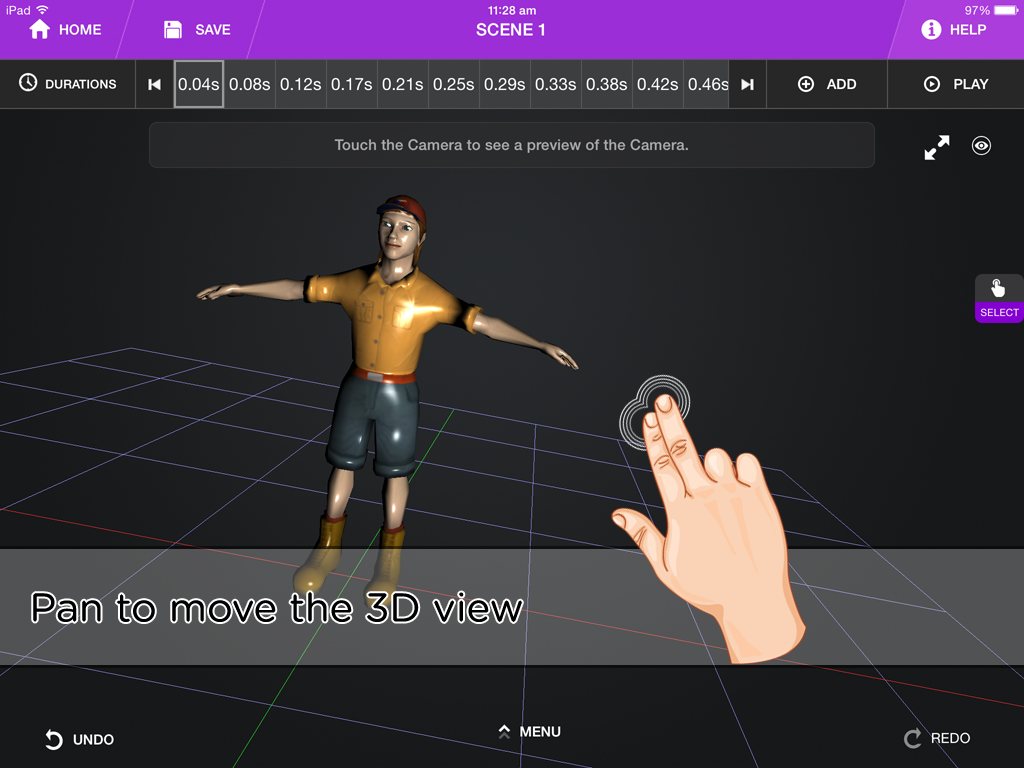 iPad 11:28 am 97%
HOME SAVE SCENE 1 HELP
DURATIONS 0.04s 0.08s 0.12s 0.17s 0.21s 0.25s 0.29s 0.33s 0.38s 0.42s 0.46s ADD PLAY
Touch the Camera to see a preview of the Camera.
SELECT
Pan to move the 3D view
UNDO MENU REDO